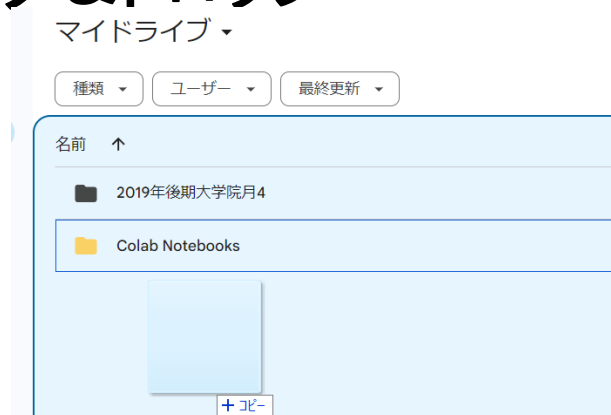 マイドライブ
種類
ユーザー
最終更新
名前
2019年後期大学院月4
Colab Notebooks
+ コピー